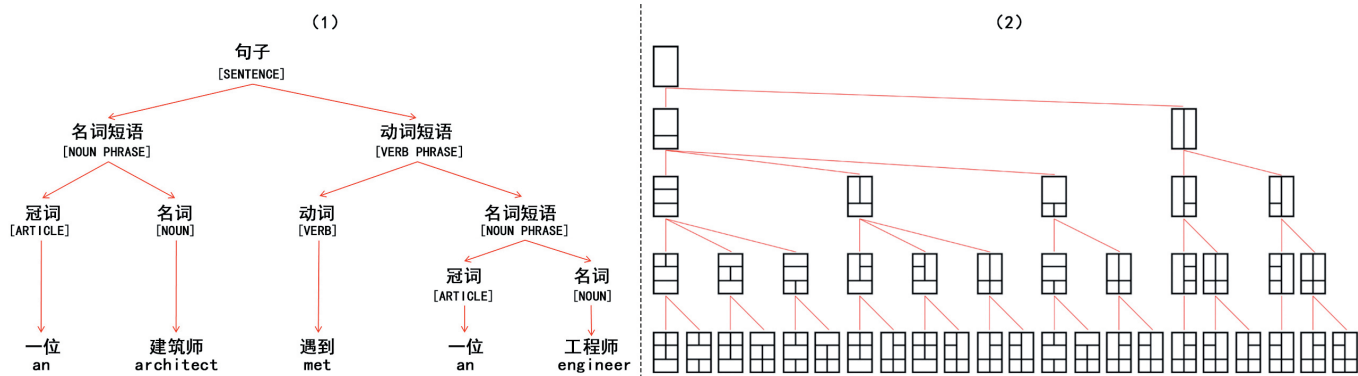 (1)
句子
[SENTENCE]
名词短语
[NOUN PHRASE]
动词短语
[VERB PHRASE]
冠词
[ARTICLE]
名词
[NOUN]
动词
[VERB]
名词短语
[NOUN PHRASE]
冠词
[ARTICLE]
名词
[NOUN]
一位
an
建筑师
architect
遇到
met
一位
an
工程师
engineer
(2)